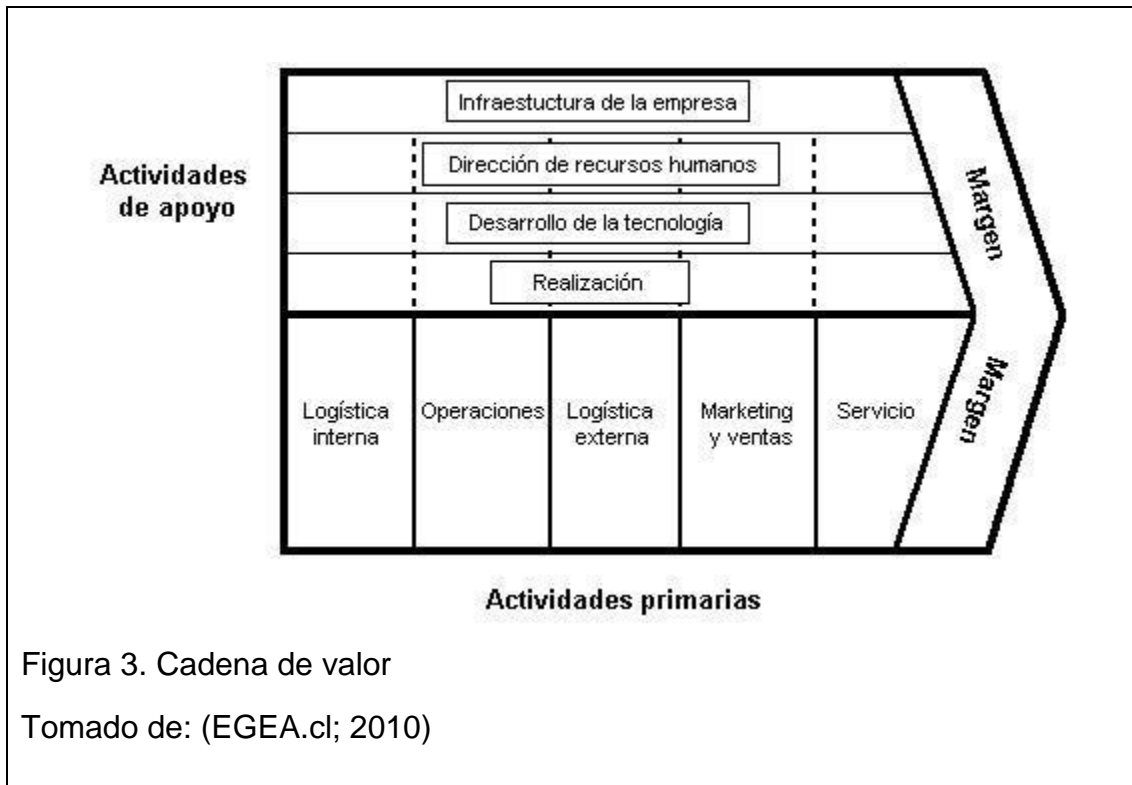 Infraestuctura de la empresa
Dirección de recursos humanos
Actividades
de apoyo
Desarrollo de la tecnología
Realización
Margen
Margen
Logística
interna
Operaciones
Logística
externa
Marketing
y ventas
Servicio
Actividades primarias
Figura 3. Cadena de valor
Tomado de: (EGEA.cl; 2010)